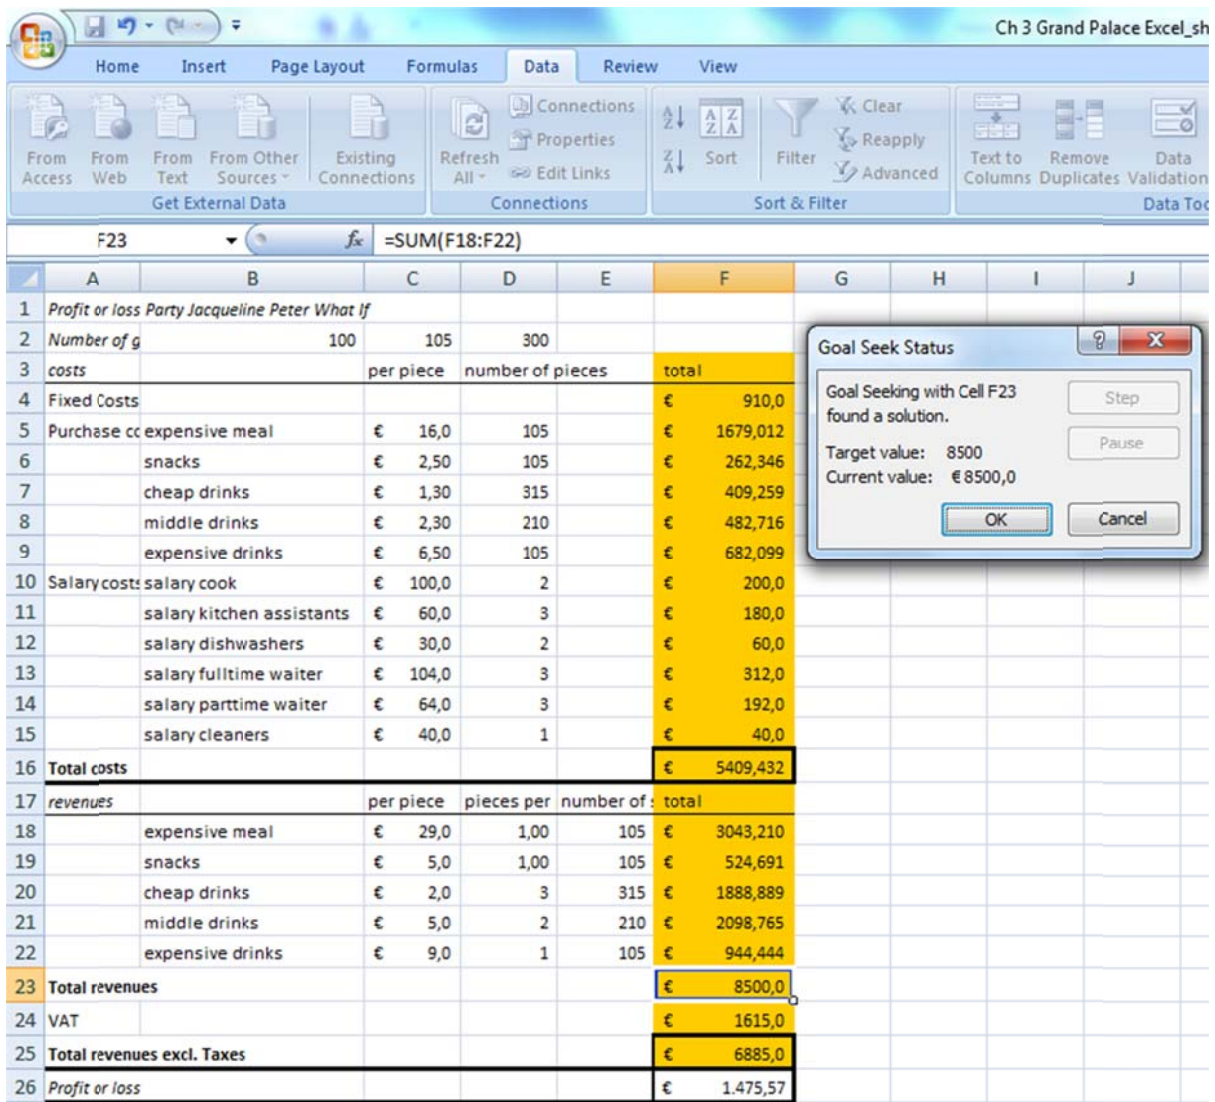 Ch 3 Grand Palace Excel_sh
Home Insert Page Layout Formulas Data Review View
From Access
From Web
From Text
From Other Sources
Existing Connections
Get External Data
Refresh All
Connections
Properties
Edit Links
Connections
Sort
Filter
Clear
Reapply
Advanced
Sort & Filter
Text to Columns
Remove Duplicates
Data Validation
Data Too
F23 fx =SUM(F18:F22)
A B C D E F G H I J
1 Profit or loss Party Jacqueline Peter What If
2 Number of g 100 105 300
3 costs per piece number of pieces total
4 Fixed Costs € 910,0
5 Purchase co expensive meal € 16,0 105 € 1679,012
6 snacks € 2,50 105 € 262,346
7 cheap drinks € 1,30 315 € 409,259
8 middle drinks € 2,30 210 € 482,716
9 expensive drinks € 6,50 105 € 682,099
10 Salary costs salary cook € 100,0 2 € 200,0
11 salary kitchen assistants € 60,0 3 € 180,0
12 salary dishwashers € 30,0 2 € 60,0
13 salary fulltime waiter € 104,0 3 € 312,0
14 salary parttime waiter € 64,0 3 € 192,0
15 salary cleaners € 40,0 1 € 40,0
16 Total costs € 5409,432
17 revenues per piece pieces per number of total
18 expensive meal € 29,0 1,00 105 € 3043,210
19 snacks € 5,0 1,00 105 € 524,691
20 cheap drinks € 2,0 3 315 € 1888,889
21 middle drinks € 5,0 2 210 € 2098,765
22 expensive drinks € 9,0 1 105 € 944,444
23 Total revenues € 8500,0
24 VAT € 1615,0
25 Total revenues excl. Taxes € 6885,0
26 Profit or loss € 1.475,57
Goal Seek Status
Goal Seeking with Cell F23
found a solution.
Target value: 8500
Current value: €8500,0
Step
Pause
OK Cancel